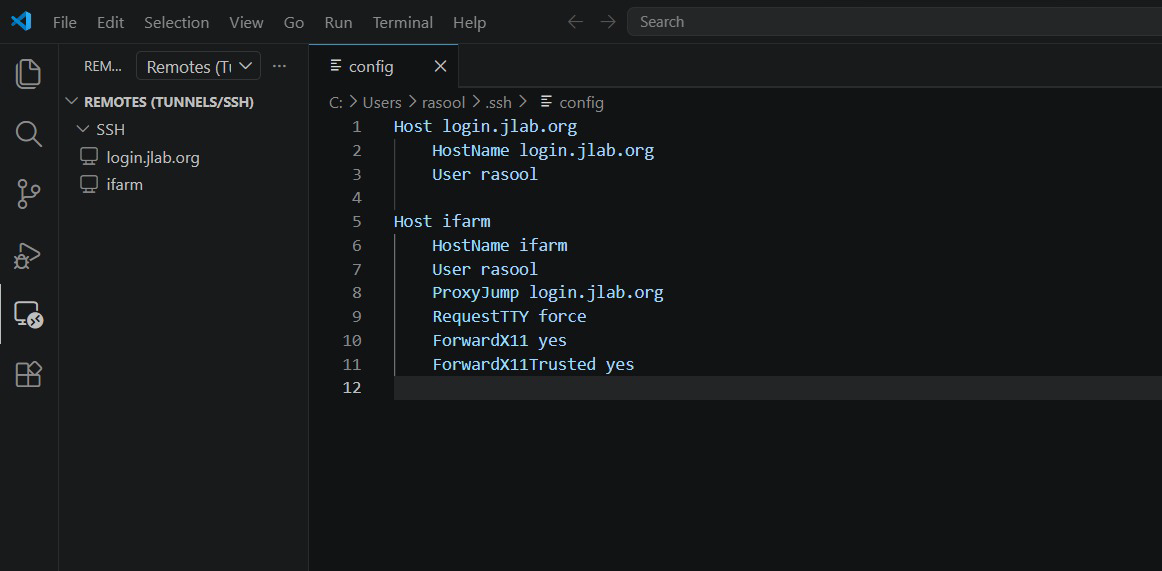 File Edit Selection View Go Run Terminal Help
Search
REM... Remotes (Tu
config
REMOTES (TUNNELS/SSH)
SSH
login.jlab.org
ifarm
C: > Users > rasool > .ssh > config
1 Host login.jlab.org
2 HostName login.jlab.org
3 User rasool
4
5 Host ifarm
6 HostName ifarm
7 User rasool
8 ProxyJump login.jlab.org
9 RequestTTY force
10 ForwardX11 yes
11 ForwardX11Trusted yes
12